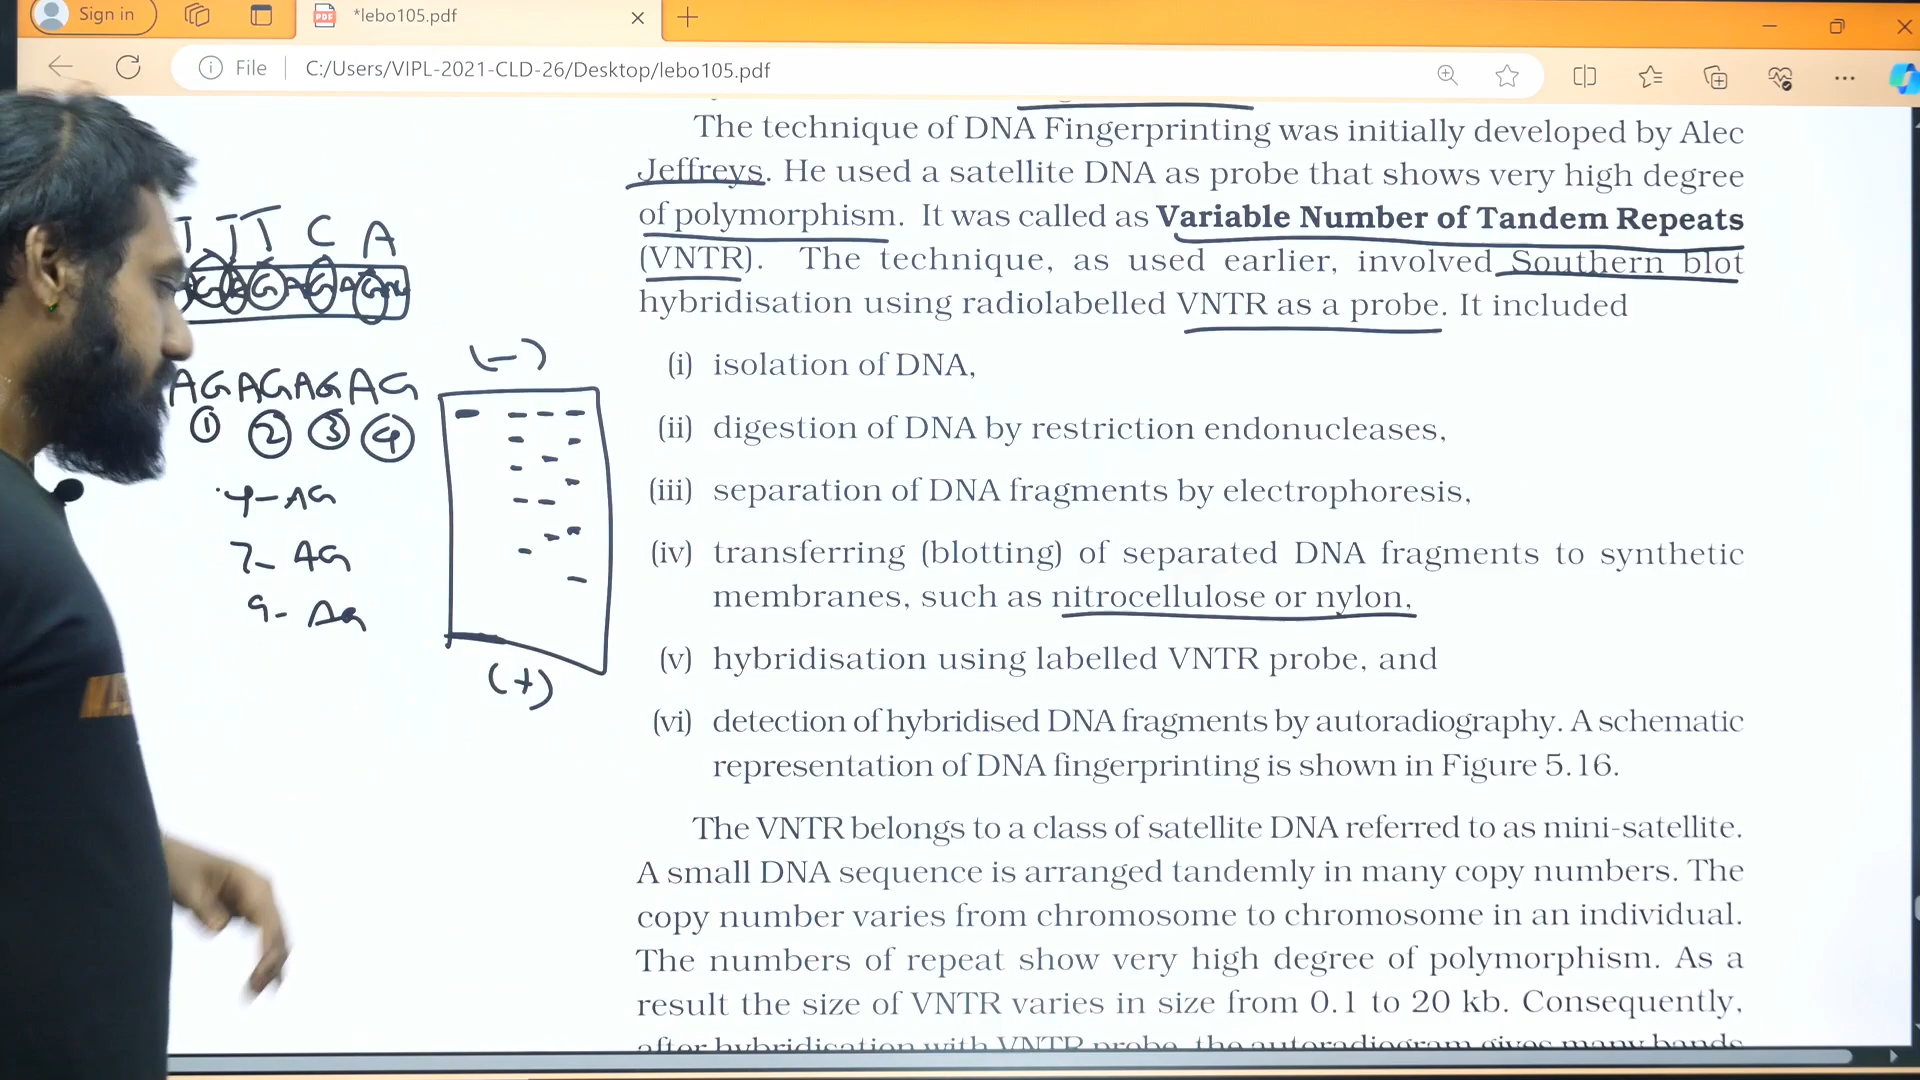 Sign in
*lebo105.pdf
File
C:/Users/VIPL-2021-CLD-26/Desktop/lebo105.pdf
The technique of DNA Fingerprinting was initially developed by Alec
Jeffreys. He used a satellite DNA as probe that shows very high degree
of polymorphism. It was called as Variable Number of Tandem Repeats
(VNTR). The technique, as used earlier, involved Southern blot
hybridisation using radiolabelled VNTR as a probe. It included
(i) isolation of DNA,
(ii) digestion of DNA by restriction endonucleases,
(iii) separation of DNA fragments by electrophoresis,
(iv) transferring (blotting) of separated DNA fragments to synthetic
membranes, such as nitrocellulose or nylon,
(v) hybridisation using labelled VNTR probe, and
(vi) detection of hybridised DNA fragments by autoradiography. A schematic
representation of DNA fingerprinting is shown in Figure 5.16.
The VNTR belongs to a class of satellite DNA referred to as mini-satellite.
A small DNA sequence is arranged tandemly in many copy numbers. The
copy number varies from chromosome to chromosome in an individual.
The numbers of repeat show very high degree of polymorphism. As a
result the size of VNTR varies in size from 0.1 to 20 kb. Consequently,
after hybridisation with VNTR probe, the autoradiogram gives many bands
T C A
AGAGAGAG
1 2 3 4
4-AG
7-AG
9-AG
(-)
(+)